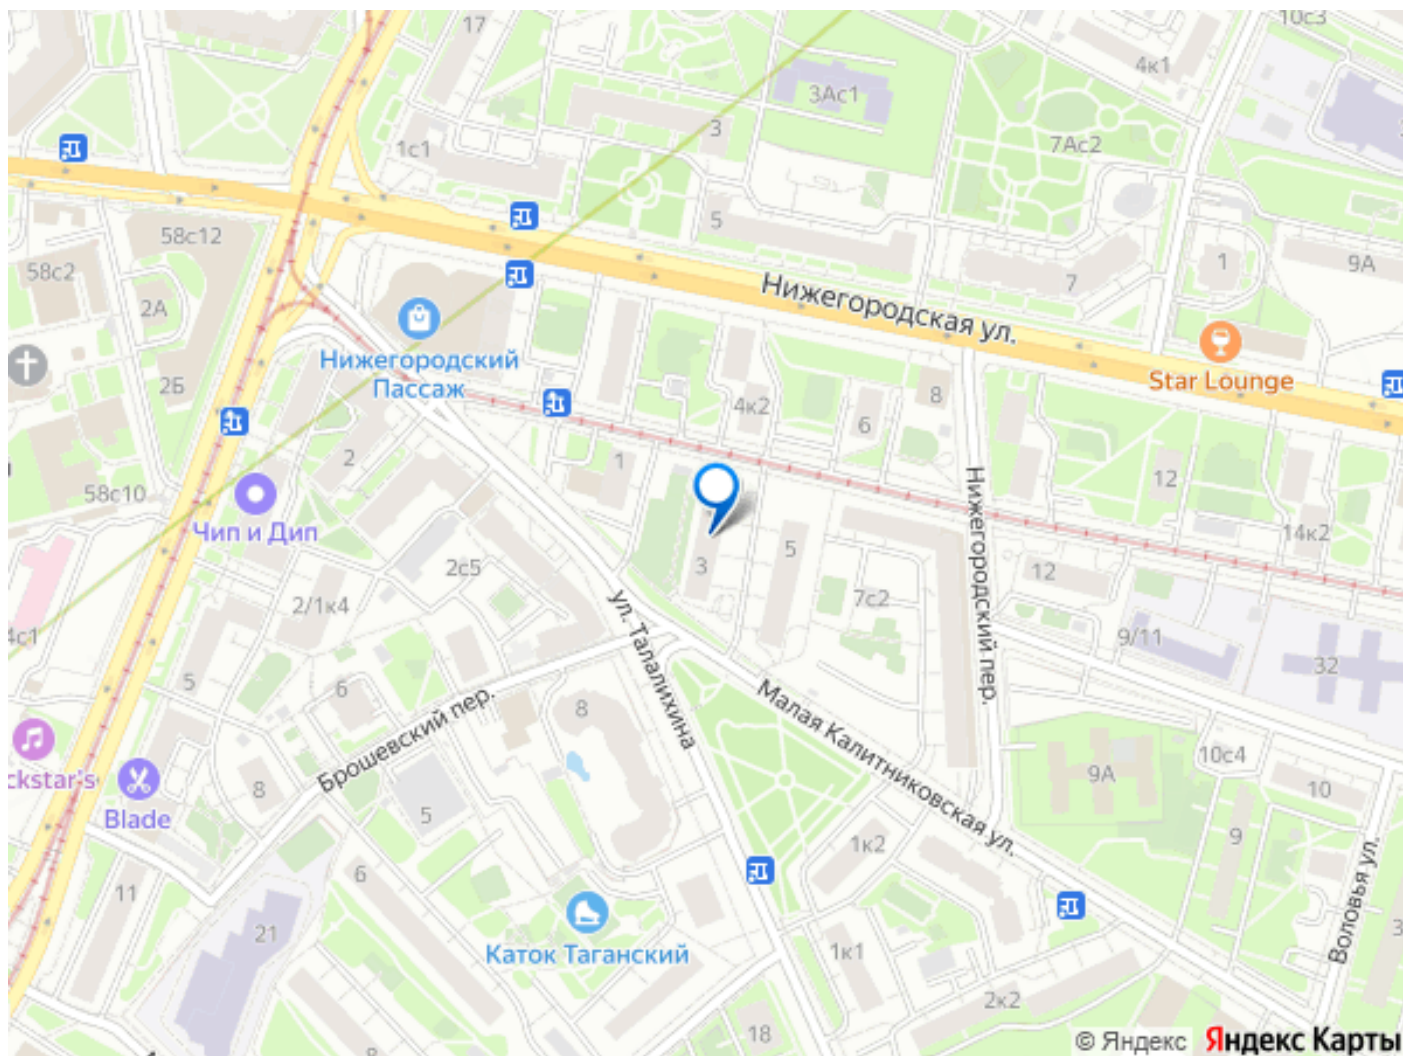 17
10с3
4к1
3Ас1
3
7Ас2
1с1
5
58с12
58с2
2А
7
1
9А
Нижегородская ул.
Нижегородский
Пассаж
Star Lounge
2Б
4к2
8
6
2
1
12
58с10
Чип и Дип
14к2
Нижегородский пер.
5
3
2с5
12
7с2
2/1к4
4с1
ул. Талалихина
9/11
32
5
6
Малая Калитниковская ул.
8
Брошевский пер.
10с4
9А
10
ckstar's
8
Blade
5
9
1к2
6
Воловья ул.
11
21
Каток Таганский
1к1
3
2к2
18
8
© Яндекс Яндекс Карты